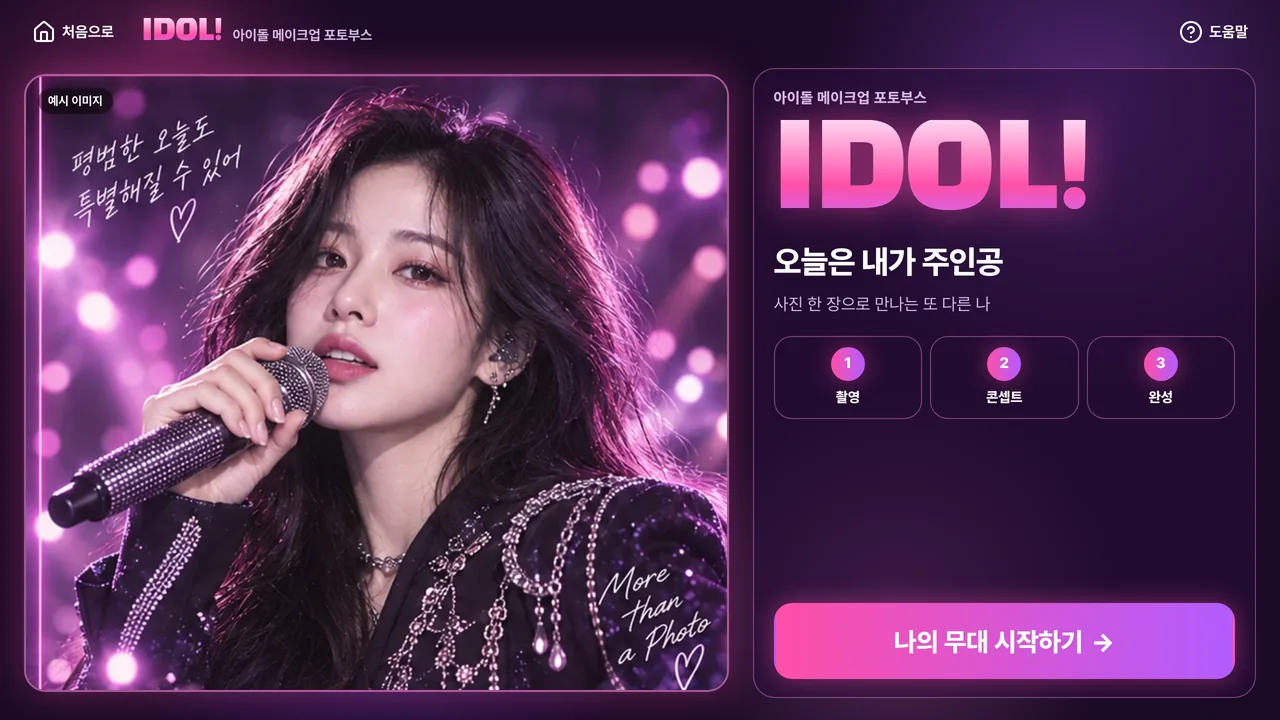 처음으로
IDOL!
아이돌 메이크업 포토부스
도움말
예시 이미지
평범한 오늘도
특별해질 수 있어
More
than
a Photo
아이돌 메이크업 포토부스
IDOL!
오늘은 내가 주인공
사진 한 장으로 만나는 또 다른 나
1
촬영
2
콘셉트
3
완성
나의 무대 시작하기 →